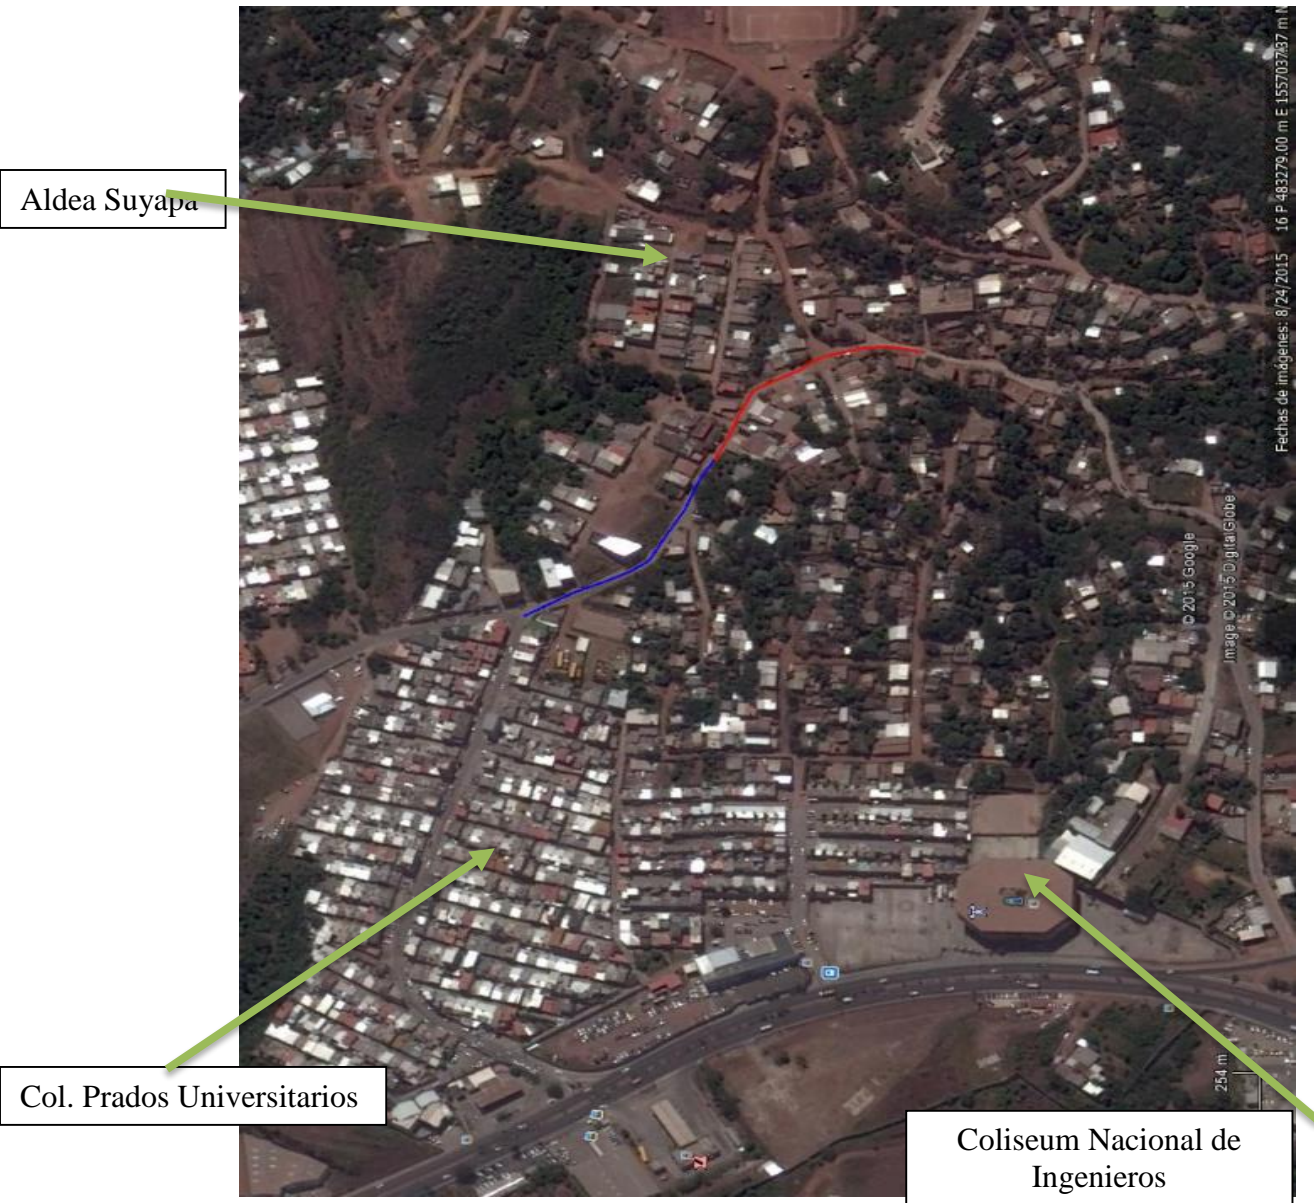 Aldea Suyapa
Col. Prados Universitarios
Coliseum Nacional de
Ingenieros
Fechas de imágenes: 8/24/2015 16 P 483279.00 m E 1557037.37 m N
© 2015 Google
Image © 2015 DigitalGlobe
254 m